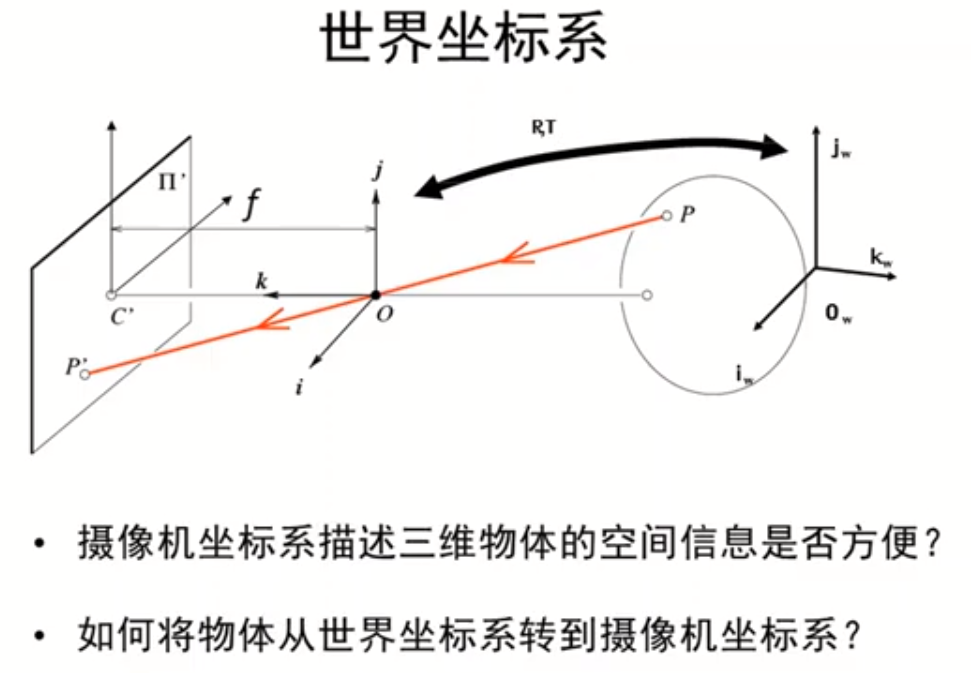 世界坐标系
R,T
j
j_w
Π’
f
P
k
k_w
C’
O
O_w
P’
i
i_w
• 摄像机坐标系描述三维物体的空间信息是否方便？
• 如何将物体从世界坐标系转到摄像机坐标系？